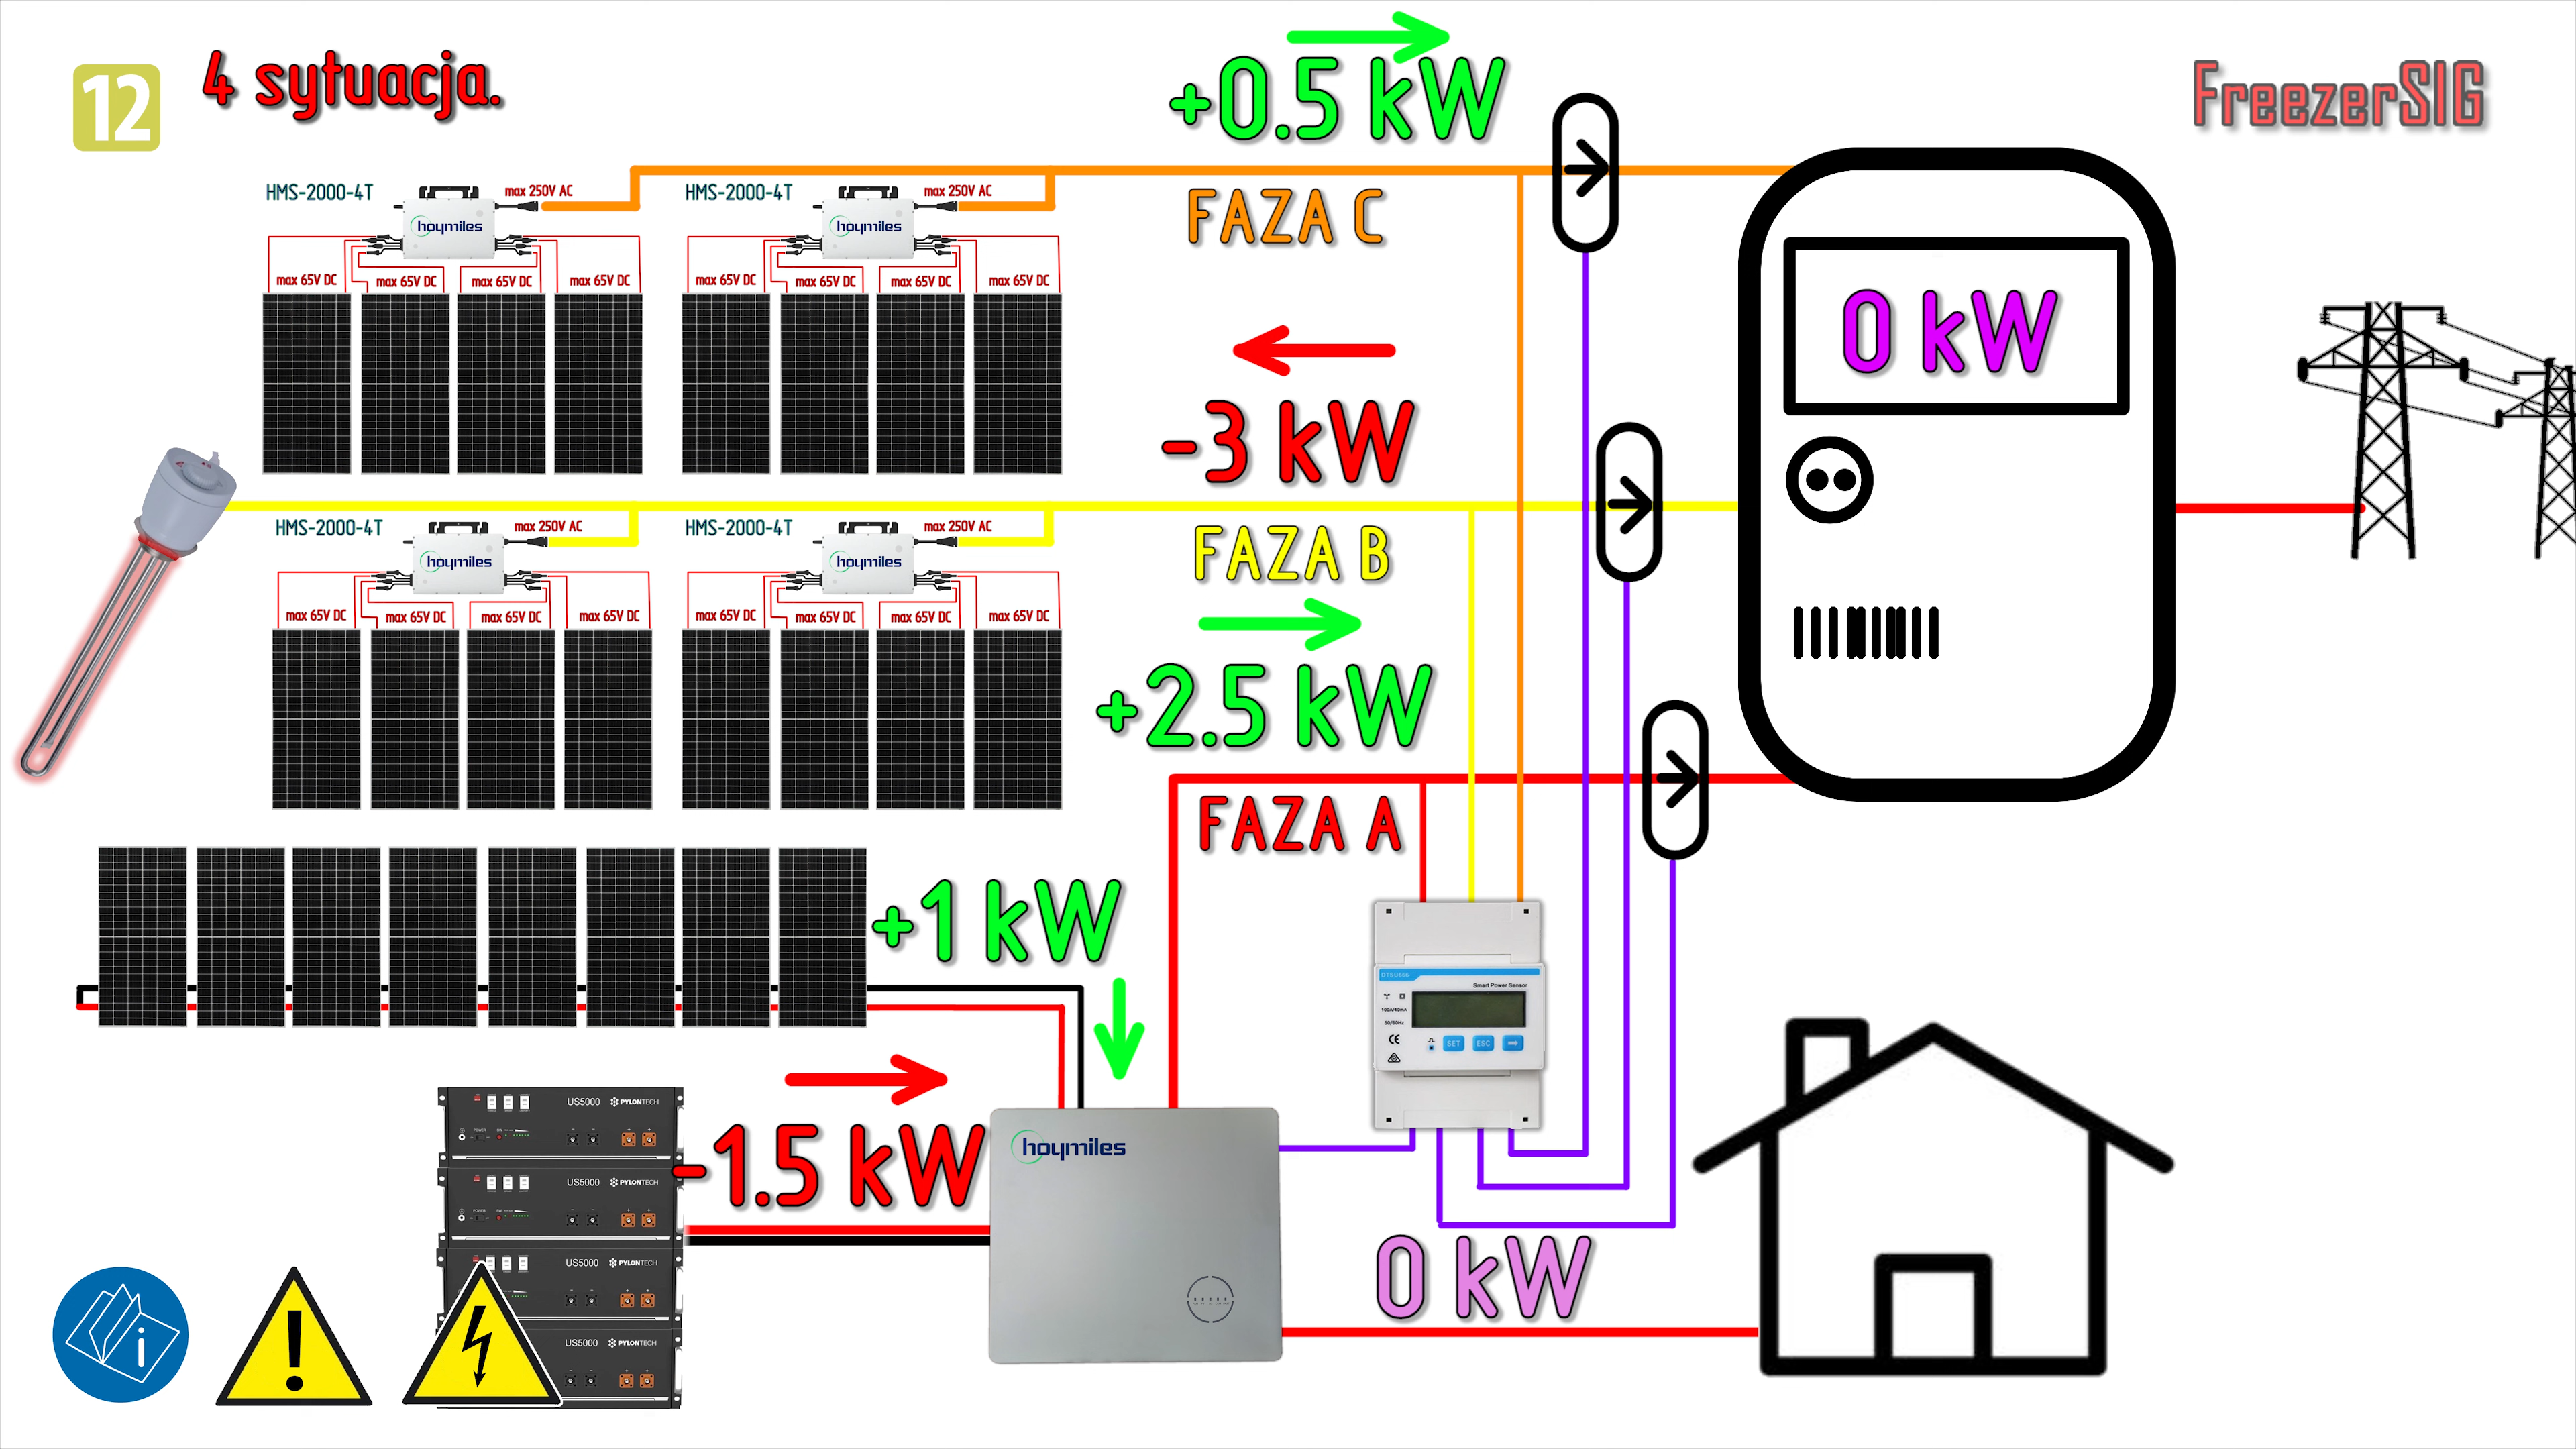 12
4 sytuacja.
+0.5 kW
FreezerSIG
HMS-2000-4T
max 250V AC
hoymiles
max 65V DC
max 65V DC
max 65V DC
max 65V DC
HMS-2000-4T
max 250V AC
hoymiles
max 65V DC
max 65V DC
max 65V DC
max 65V DC
FAZA C
0 kW
-3 kW
HMS-2000-4T
max 250V AC
hoymiles
max 65V DC
max 65V DC
max 65V DC
max 65V DC
HMS-2000-4T
max 250V AC
hoymiles
max 65V DC
max 65V DC
max 65V DC
max 65V DC
FAZA B
+2.5 kW
FAZA A
+1 kW
DTSU666
Smart Power Sensor
100A/40mA
50/60Hz
CE
SET
ESC
-1.5 kW
US5000 PYLONTECH
US5000 PYLONTECH
US5000 PYLONTECH
US5000 PYLONTECH
hoymiles
0 kW
i
!